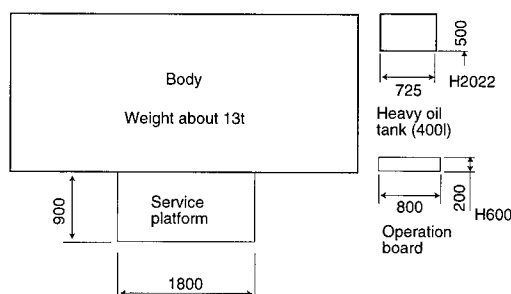 Body
Weight about 13t
500
725
H2022
Heavy oil
tank (400l)
900
Service
platform
800
200
H600
Operation
board
1800